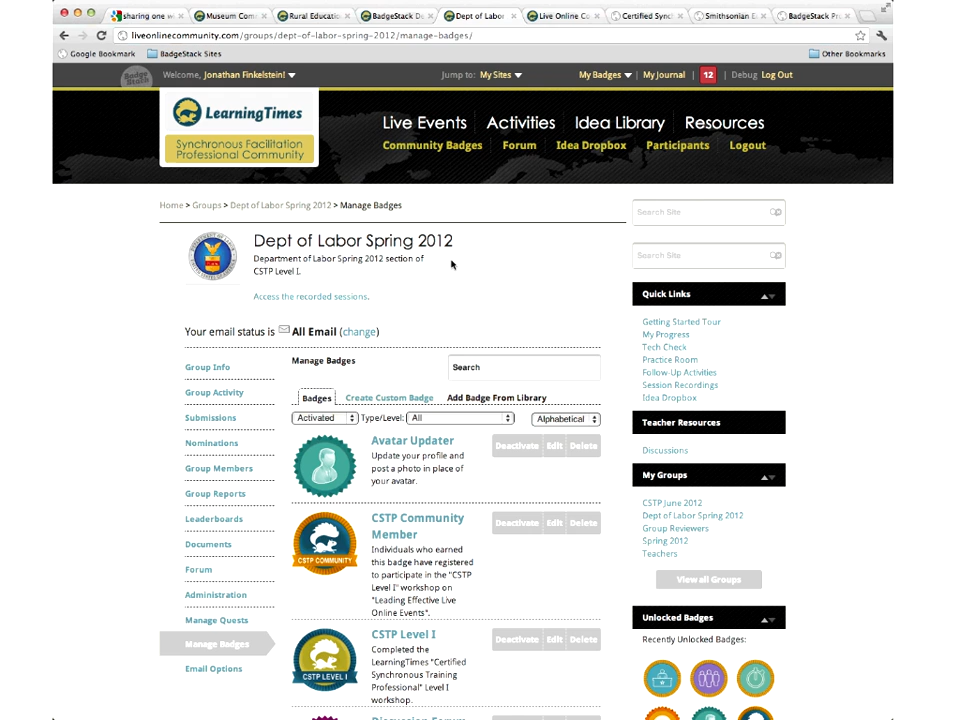 sharing one w
Museum Com
Rural Educatio
BadgeStack De
Dept of Labor
Live Online Co
Certified Sync
Smithsonian E
BadgeStack Pr
liveonlinecommunity.com/groups/dept-of-labor-spring-2012/manage-badges/
Google Bookmark
BadgeStack Sites
Other Bookmarks
Badge Stack
Welcome, Jonathan Finkelstein!
Jump to: My Sites
My Badges | My Journal | 12 | Debug Log Out
LearningTimes
Synchronous Facilitation
Professional Community
Live Events Activities Idea Library Resources
Community Badges Forum Idea Dropbox Participants Logout
Home > Groups > Dept of Labor Spring 2012 > Manage Badges
Dept of Labor Spring 2012
Department of Labor Spring 2012 section of
CSTP Level I.
Access the recorded sessions.
Your email status is All Email (change)
Group Info
Group Activity
Submissions
Nominations
Group Members
Group Reports
Leaderboards
Documents
Forum
Administration
Manage Quests
Manage Badges
Email Options
Manage Badges
Search
Badges Create Custom Badge Add Badge From Library
Activated Type/Level: All Alphabetical
Avatar Updater
Update your profile and
post a photo in place of
your avatar.
Deactivate Edit Delete
CSTP COMMUNITY
CSTP Community
Member
Individuals who earned
this badge have registered
to participate in the "CSTP
Level I" workshop on
"Leading Effective Live
Online Events".
Deactivate Edit Delete
CSTP LEVEL I
CSTP Level I
Completed the
LearningTimes "Certified
Synchronous Training
Professional" Level I
workshop.
Deactivate Edit Delete
Discussion Forum
Search Site
Search Site
Quick Links
Getting Started Tour
My Progress
Tech Check
Practice Room
Follow-Up Activities
Session Recordings
Idea Dropbox
Teacher Resources
Discussions
My Groups
CSTP June 2012
Dept of Labor Spring 2012
Group Reviewers
Spring 2012
Teachers
View all Groups
Unlocked Badges
Recently Unlocked Badges: